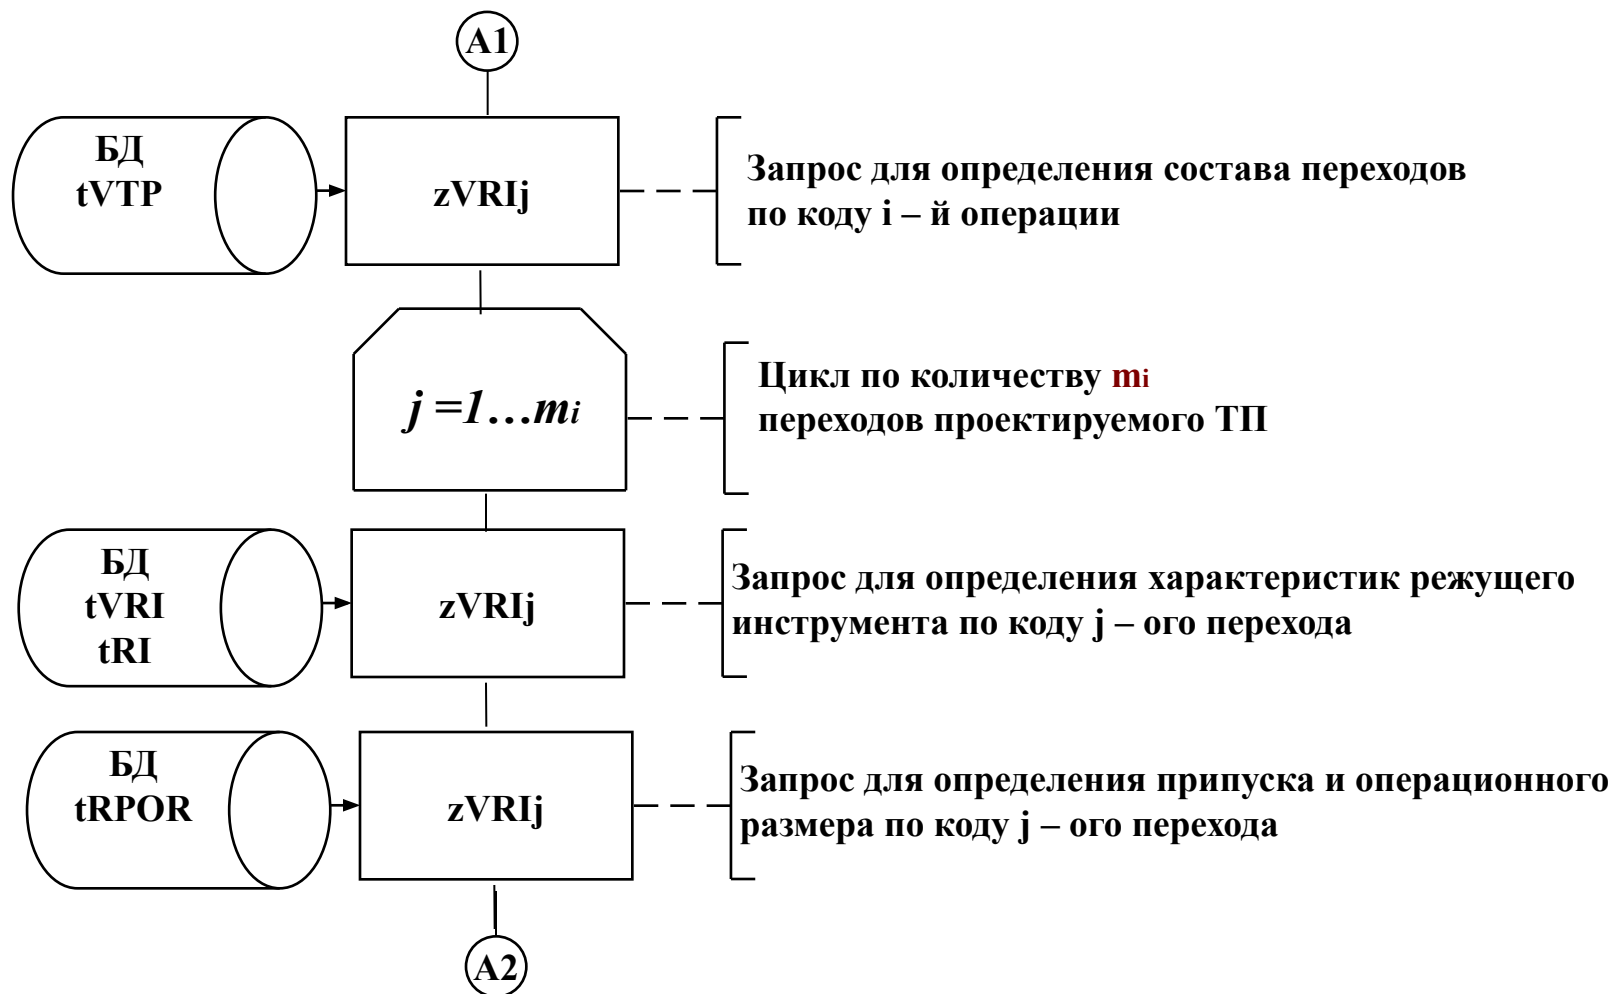 A1
БД
tVTP
zVRIj
Запрос для определения состава переходов
по коду i – й операции
j =1…mi
Цикл по количеству mi
переходов проектируемого ТП
БД
tVRI
tRI
zVRIj
Запрос для определения характеристик режущего
инструмента по коду j – ого перехода
БД
tRPOR
zVRIj
Запрос для определения припуска и операционного
размера по коду j – ого перехода
A2